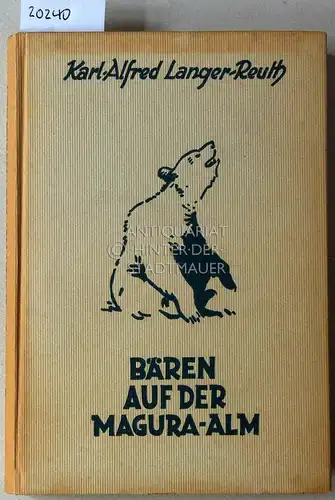 20240
Karl-Alfred Langer-Reuth
ANTIQUARIAT
HINTER·DER·
STADTMAUER
BÄREN
AUF DER
MAGURA-ALM